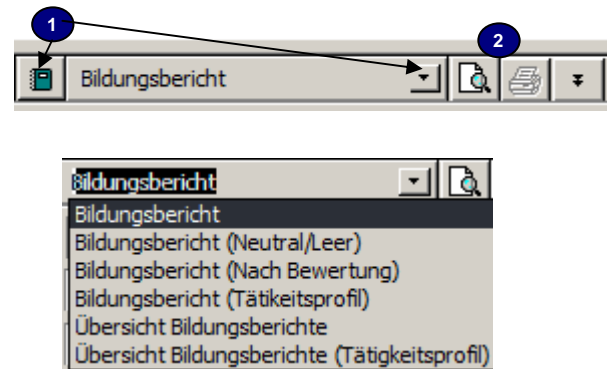 1
2
Bildungsbericht
Bildungsbericht
Bildungsbericht
Bildungsbericht (Neutral/Leer)
Bildungsbericht (Nach Bewertung)
Bildungsbericht (Tätikeitsprofil)
Übersicht Bildungsberichte
Übersicht Bildungsberichte (Tätigkeitsprofil)